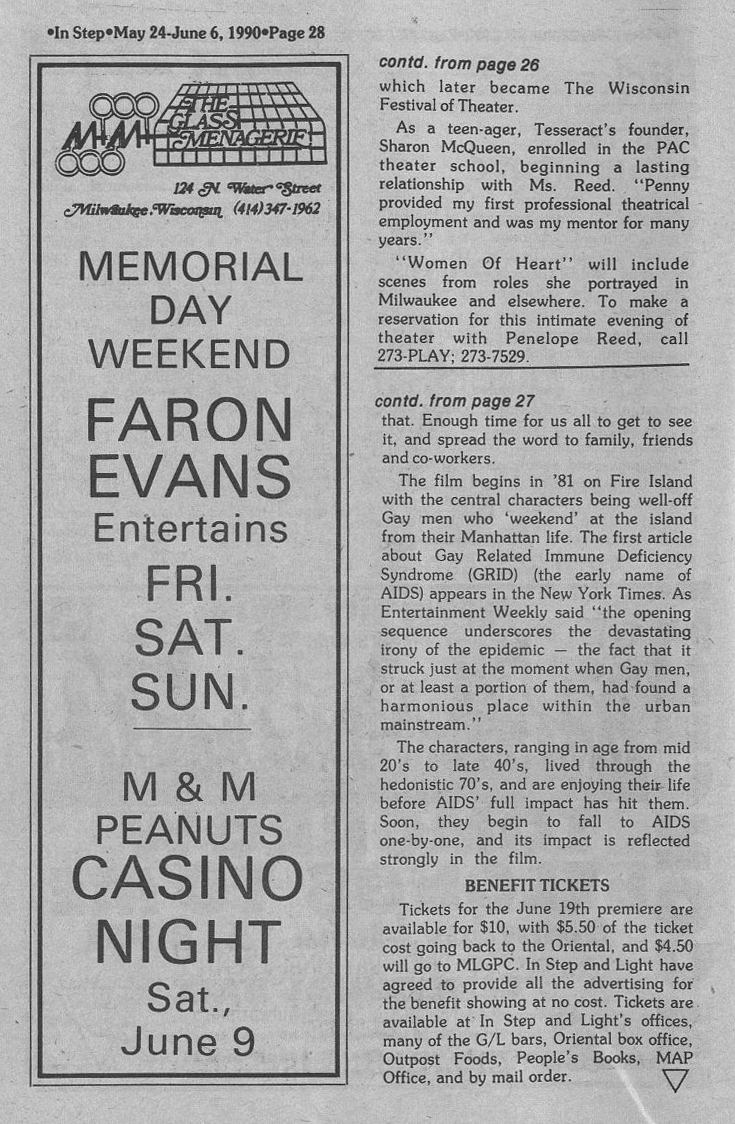 •In Step•May 24-June 6, 1990•Page 28
M&M
THE
GLASS
MENAGERIE
124 N. Water Street
Milwaukee, Wisconsin (414) 347-1962
MEMORIAL
DAY
WEEKEND
FARON
EVANS
Entertains
FRI.
SAT.
SUN.
M & M
PEANUTS
CASINO
NIGHT
Sat.,
June 9
contd. from page 26
which later became The Wisconsin
Festival of Theater.
As a teen-ager, Tesseract's founder,
Sharon McQueen, enrolled in the PAC
theater school, beginning a lasting
relationship with Ms. Reed. "Penny
provided my first professional theatrical
employment and was my mentor for many
years."
"Women Of Heart" will include
scenes from roles she portrayed in
Milwaukee and elsewhere. To make a
reservation for this intimate evening of
theater with Penelope Reed, call
273-PLAY; 273-7529.
contd. from page 27
that. Enough time for us all to get to see
it, and spread the word to family, friends
and co-workers.
The film begins in '81 on Fire Island
with the central characters being well-off
Gay men who 'weekend' at the island
from their Manhattan life. The first article
about Gay Related Immune Deficiency
Syndrome (GRID) (the early name of
AIDS) appears in the New York Times. As
Entertainment Weekly said "the opening
sequence underscores the devastating
irony of the epidemic — the fact that it
struck just at the moment when Gay men,
or at least a portion of them, had found a
harmonious place within the urban
mainstream."
The characters, ranging in age from mid
20's to late 40's, lived through the
hedonistic 70's, and are enjoying their life
before AIDS' full impact has hit them.
Soon, they begin to fall to AIDS
one-by-one, and its impact is reflected
strongly in the film.
BENEFIT TICKETS
Tickets for the June 19th premiere are
available for $10, with $5.50 of the ticket
cost going back to the Oriental, and $4.50
will go to MLGPC. In Step and Light have
agreed to provide all the advertising for
the benefit showing at no cost. Tickets are
available at In Step and Light's offices,
many of the G/L bars, Oriental box office,
Outpost Foods, People's Books, MAP
Office, and by mail order.